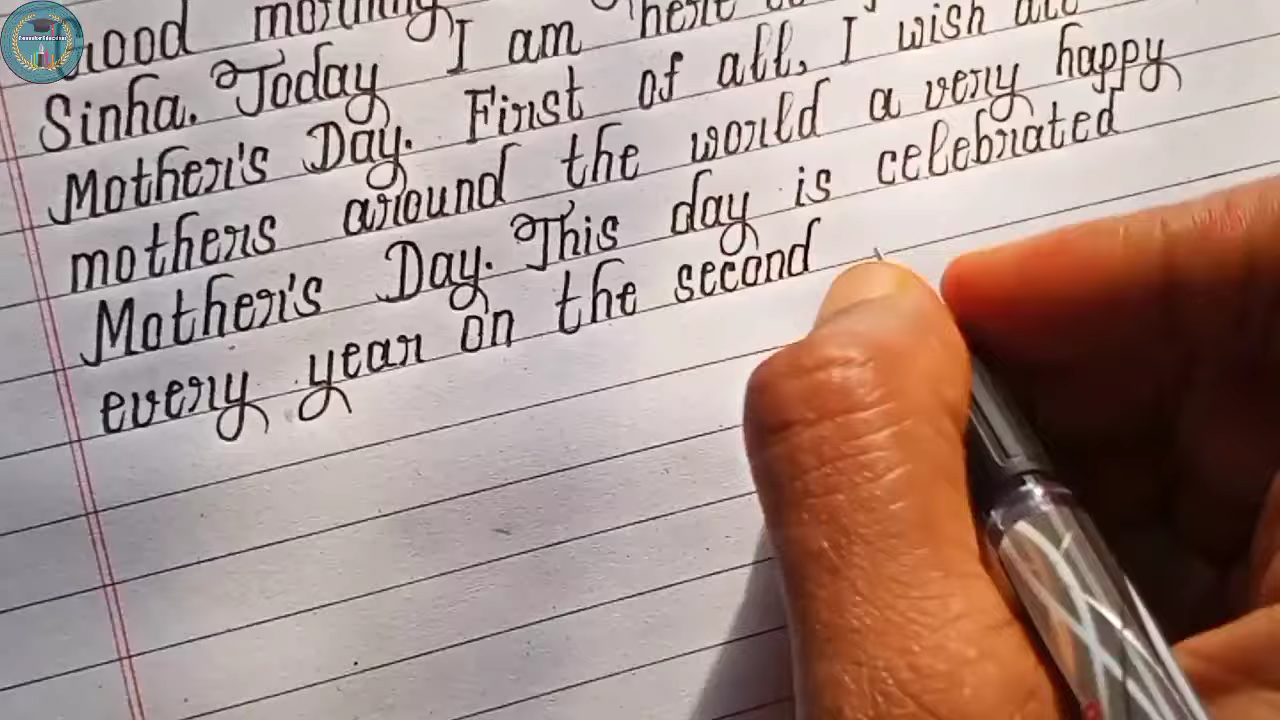 Good morning
Sinha. Today I am here
Mother's Day. First of all, I wish all
mothers around the world a very happy
Mother's Day. This day is celebrated
every year on the second